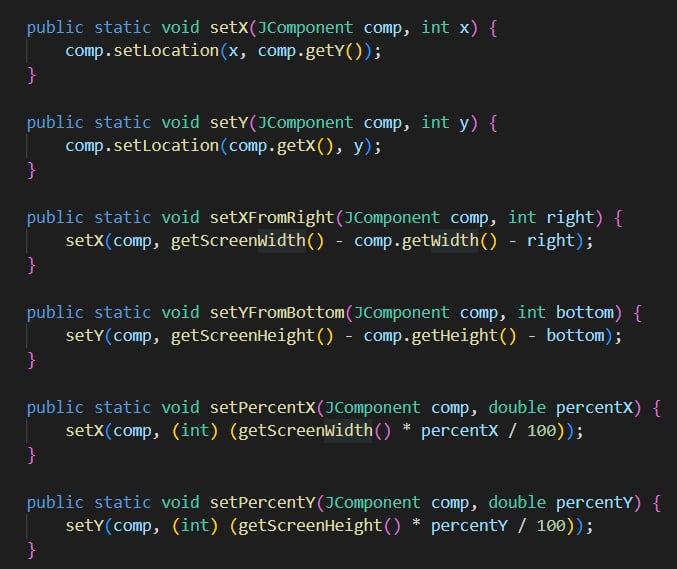 public static void setX(JComponent comp, int x) {
    comp.setLocation(x, comp.getY());
}

public static void setY(JComponent comp, int y) {
    comp.setLocation(comp.getX(), y);
}

public static void setXFromRight(JComponent comp, int right) {
    setX(comp, getScreenWidth() - comp.getWidth() - right);
}

public static void setYFromBottom(JComponent comp, int bottom) {
    setY(comp, getScreenHeight() - comp.getHeight() - bottom);
}

public static void setPercentX(JComponent comp, double percentX) {
    setX(comp, (int) (getScreenWidth() * percentX / 100));
}

public static void setPercentY(JComponent comp, double percentY) {
    setY(comp, (int) (getScreenHeight() * percentY / 100));
}